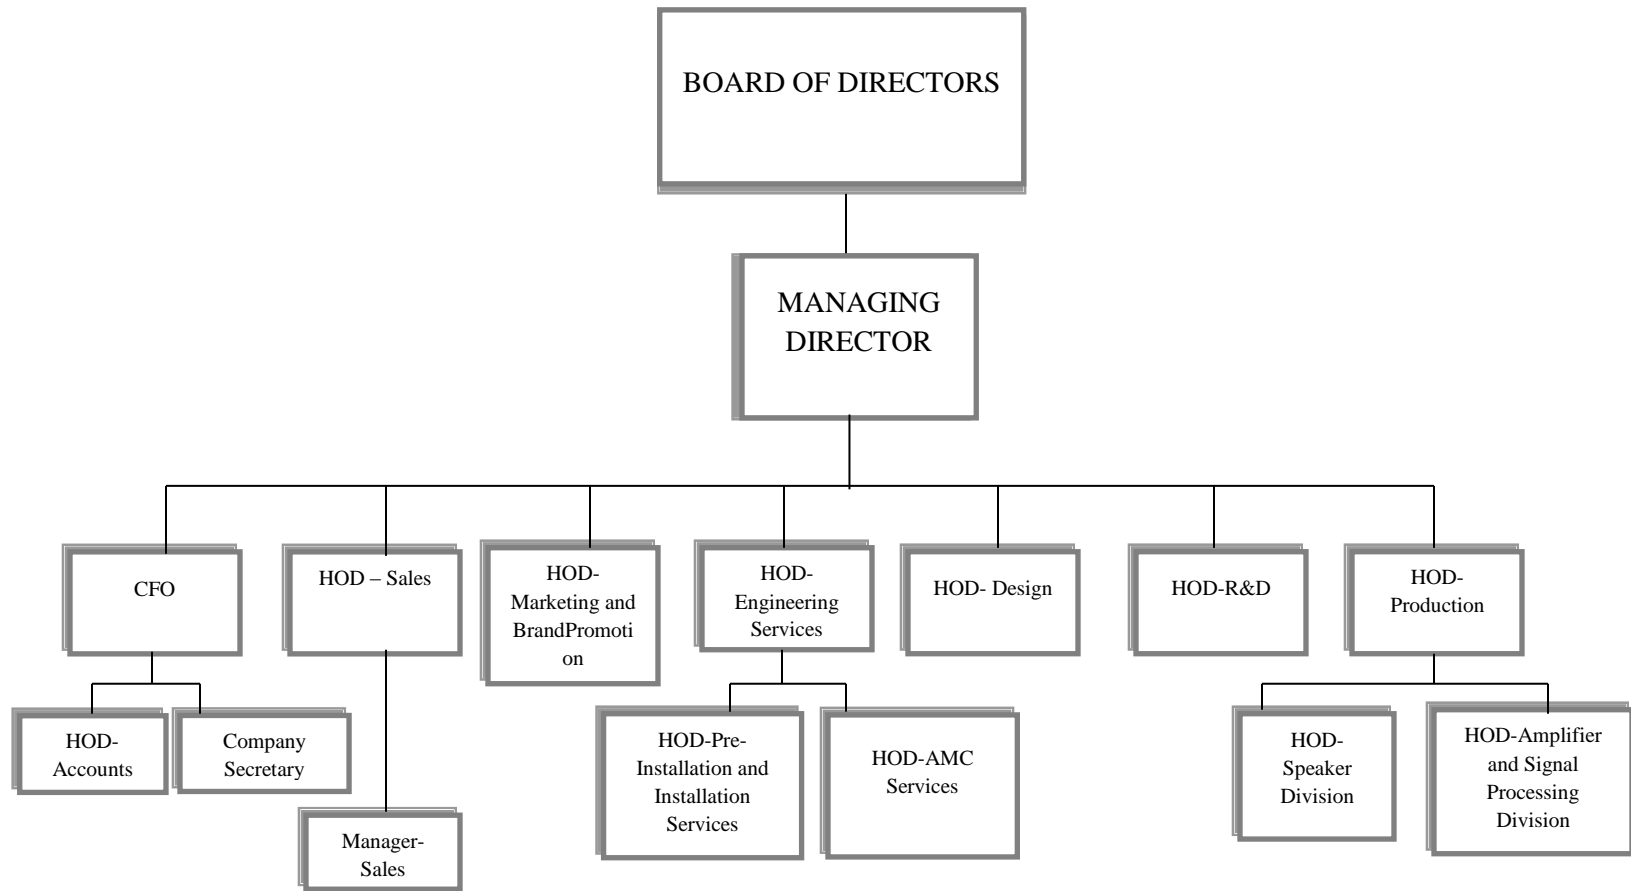 BOARD OF DIRECTORS
MANAGING
DIRECTOR
CFO
HOD – Sales
HOD-
Marketing and
BrandPromoti
on
HOD-
Engineering
Services
HOD- Design
HOD-R&D
HOD-
Production
HOD-
Accounts
Company
Secretary
Manager-
Sales
HOD-Pre-
Installation and
Installation
Services
HOD-AMC
Services
HOD-
Speaker
Division
HOD-Amplifier
and Signal
Processing
Division